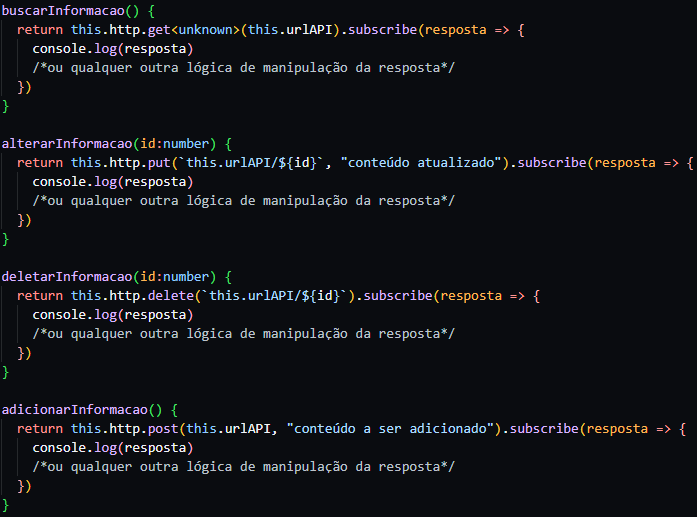 buscarInformacao() {
  return this.http.get<unknown>(this.urlAPI).subscribe(resposta => {
    console.log(resposta)
    /*ou qualquer outra lógica de manipulação da resposta*/
  })
}

alterarInformacao(id:number) {
  return this.http.put(`this.urlAPI/${id}`, "conteúdo atualizado").subscribe(resposta => {
    console.log(resposta)
    /*ou qualquer outra lógica de manipulação da resposta*/
  })
}

deletarInformacao(id:number) {
  return this.http.delete(`this.urlAPI/${id}`).subscribe(resposta => {
    console.log(resposta)
    /*ou qualquer outra lógica de manipulação da resposta*/
  })
}

adicionarInformacao() {
  return this.http.post(this.urlAPI, "conteúdo a ser adicionado").subscribe(resposta => {
    console.log(resposta)
    /*ou qualquer outra lógica de manipulação da resposta*/
  })
}